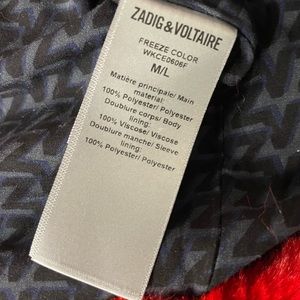 ZADIG&VOLTAIRE
FREEZE COLOR
WKCE0606F
M/L
Matière principale/ Main
material:
100% Polyester/ Polyester
Doublure corps/ Body
lining:
100% Viscose/ Viscose
Doublure manche/ Sleeve
lining:
100% Polyester/ Polyester